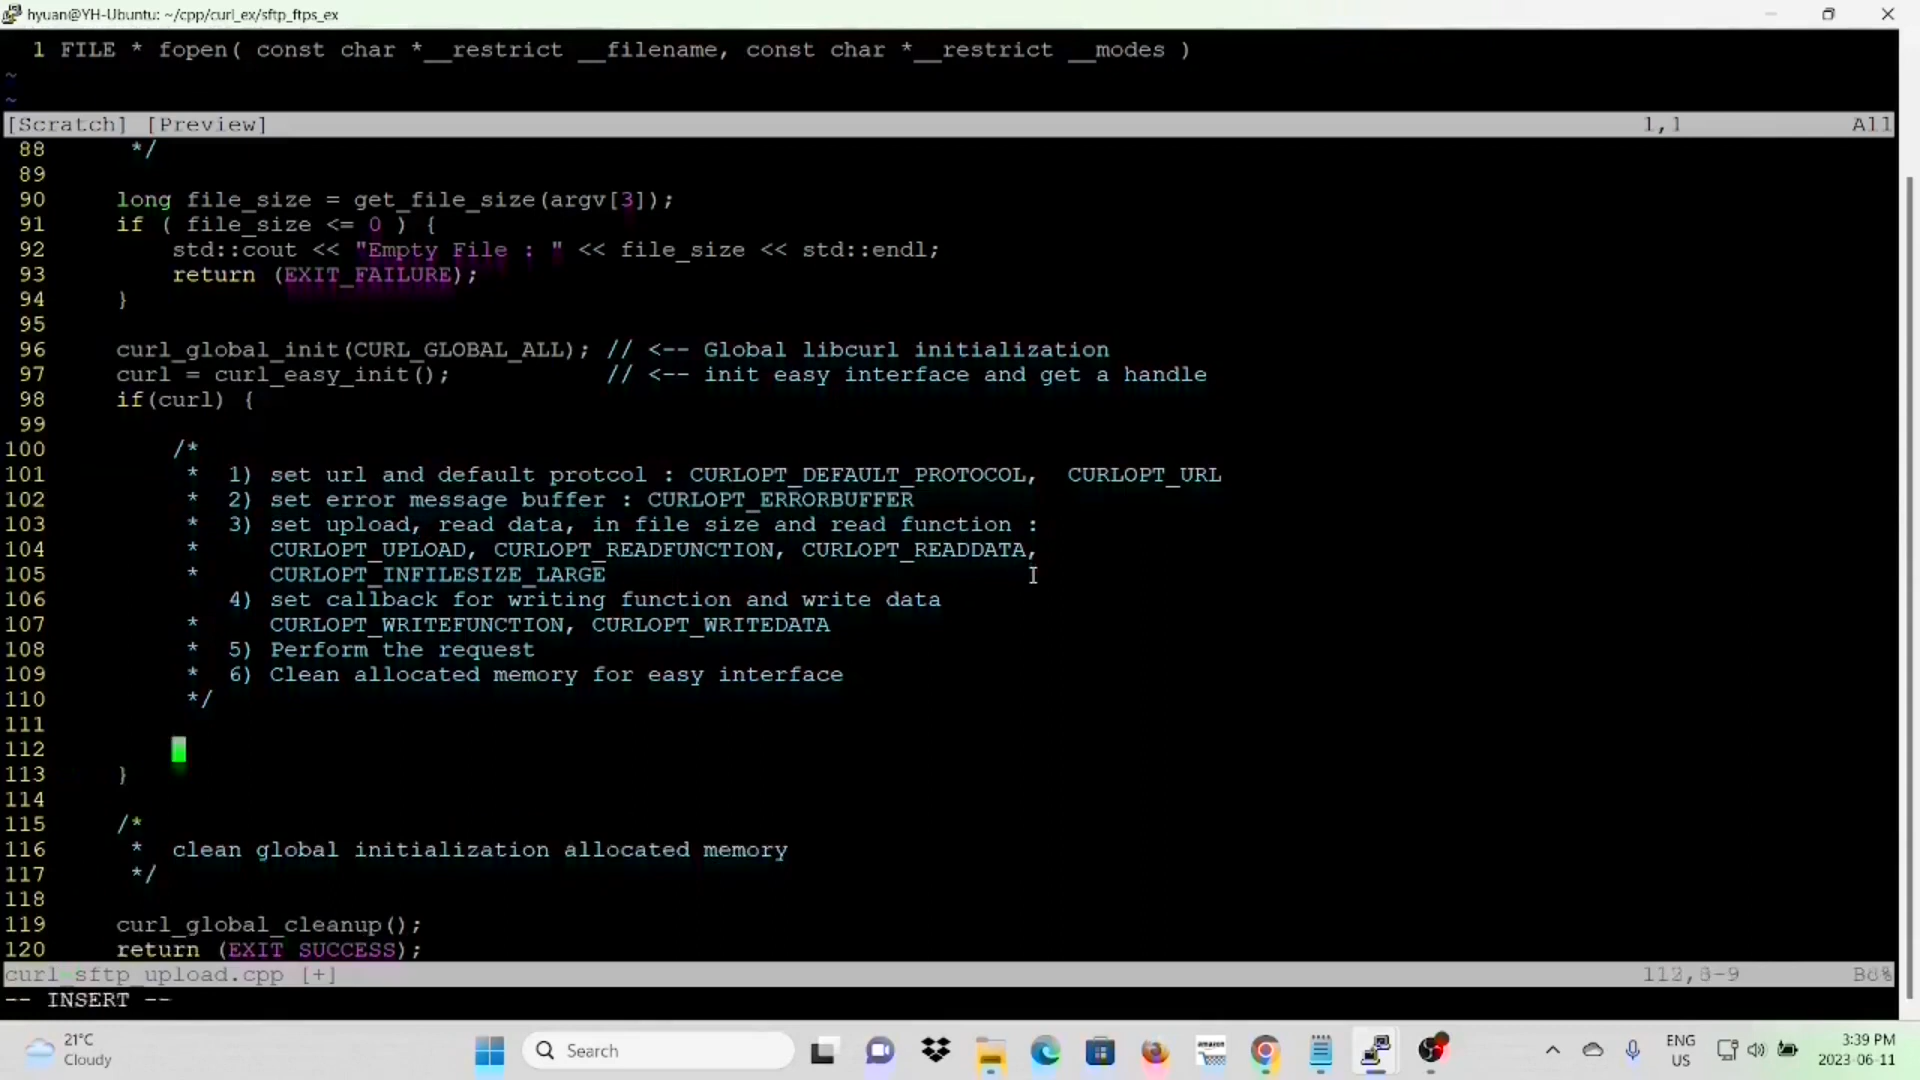 hyuan@YH-Ubuntu: ~/cpp/curl_ex/sftp_ftps_ex
1 FILE * fopen( const char *__restrict __filename, const char *__restrict __modes )
~
~
[Scratch] [Preview] 1,1 All
88 */
89
90 long file_size = get_file_size(argv[3]);
91 if ( file_size <= 0 ) {
92 std::cout << "Empty File : " << file_size << std::endl;
93 return (EXIT_FAILURE);
94 }
95
96 curl_global_init(CURL_GLOBAL_ALL); // <-- Global libcurl initialization
97 curl = curl_easy_init(); // <-- init easy interface and get a handle
98 if(curl) {
99
100 /*
101 * 1) set url and default protcol : CURLOPT_DEFAULT_PROTOCOL, CURLOPT_URL
102 * 2) set error message buffer : CURLOPT_ERRORBUFFER
103 * 3) set upload, read data, in file size and read function :
104 * CURLOPT_UPLOAD, CURLOPT_READFUNCTION, CURLOPT_READDATA,
105 * CURLOPT_INFILESIZE_LARGE
106 4) set callback for writing function and write data
107 * CURLOPT_WRITEFUNCTION, CURLOPT_WRITEDATA
108 * 5) Perform the request
109 * 6) Clean allocated memory for easy interface
110 */
111
112
113 }
114
115 /*
116 * clean global initialization allocated memory
117 */
118
119 curl_global_cleanup();
120 return (EXIT_SUCCESS);
curl_sftp_upload.cpp [+] 112,8-9
-- INSERT --
21°C
Cloudy
Search
amazon
ENG
US
3:39 PM
2023-06-11